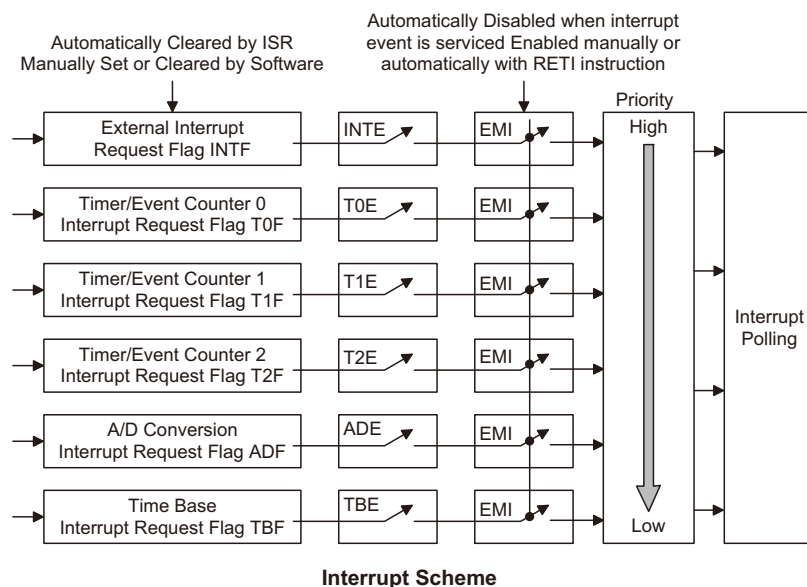 Automatically Cleared by ISR
Manually Set or Cleared by Software
Automatically Disabled when interrupt
event is serviced Enabled manually or
automatically with RETI instruction
Priority
External Interrupt
Request Flag INTF
INTE
EMI
High
Timer/Event Counter 0
Interrupt Request Flag T0F
T0E
EMI
Timer/Event Counter 1
Interrupt Request Flag T1F
T1E
EMI
Interrupt
Polling
Timer/Event Counter 2
Interrupt Request Flag T2F
T2E
EMI
A/D Conversion
Interrupt Request Flag ADF
ADE
EMI
Time Base
Interrupt Request Flag TBF
TBE
EMI
Low
Interrupt Scheme